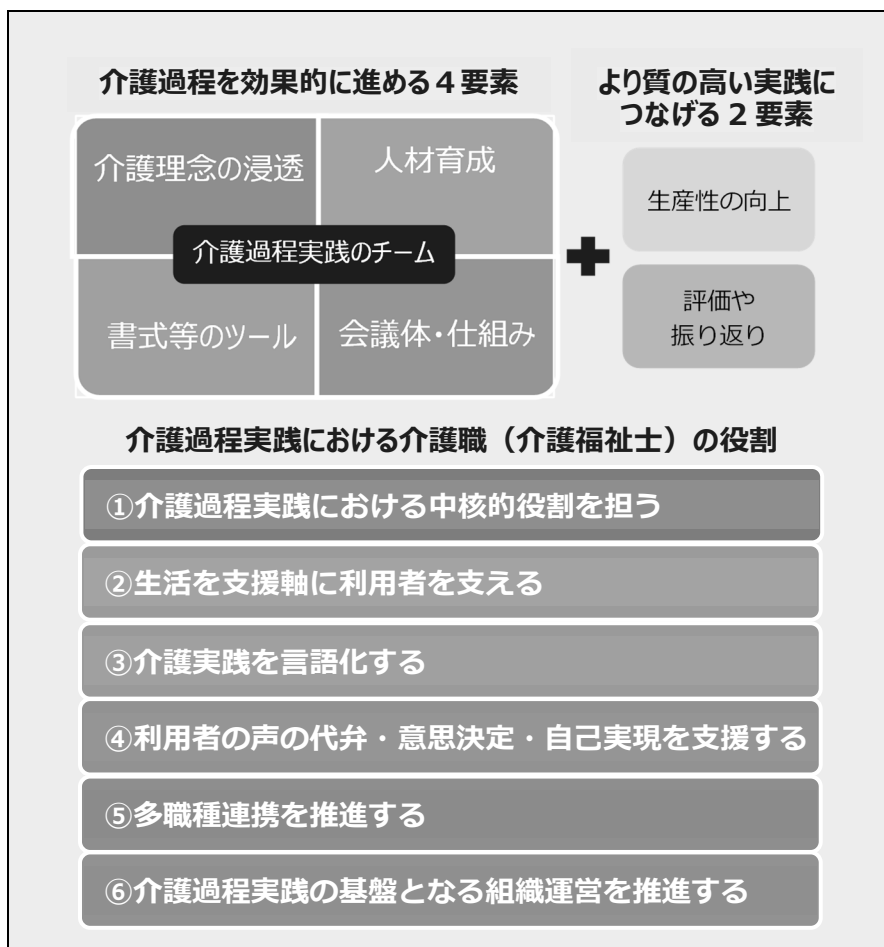 介護過程を効果的に進める４要素
より質の高い実践に
つなげる 2 要素
介護理念の浸透
人材育成
介護過程実践のチーム
書式等のツール
会議体・仕組み
生産性の向上
評価や
振り返り
介護過程実践における介護職（介護福祉士）の役割
①介護過程実践における中核的役割を担う
②生活を支援軸に利用者を支える
③介護実践を言語化する
④利用者の声の代弁・意思決定・自己実現を支援する
⑤多職種連携を推進する
⑥介護過程実践の基盤となる組織運営を推進する